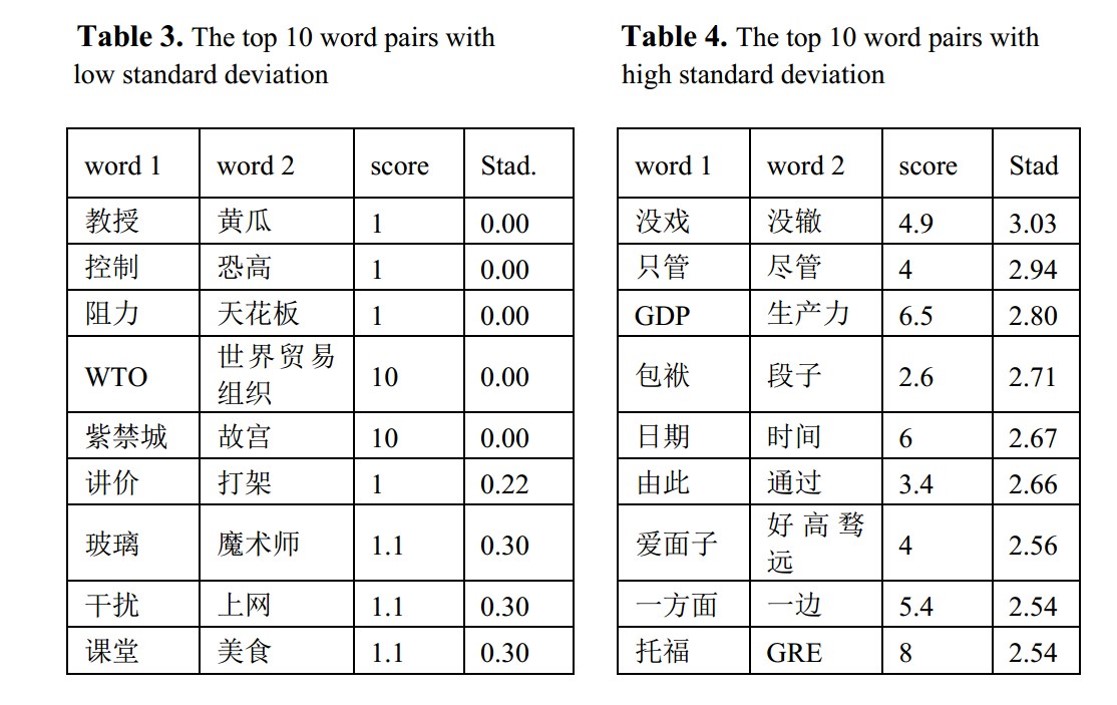 Table 3. The top 10 word pairs with
low standard deviation
word 1 word 2 score Stad.
教授 黄瓜 1 0.00
控制 恐高 1 0.00
阻力 天花板 1 0.00
WTO 世界贸易
组织 10 0.00
紫禁城 故宫 10 0.00
讲价 打架 1 0.22
玻璃 魔术师 1.1 0.30
干扰 上网 1.1 0.30
课堂 美食 1.1 0.30
Table 4. The top 10 word pairs with
high standard deviation
word 1 word 2 score Stad
没戏 没辙 4.9 3.03
只管 尽管 4 2.94
GDP 生产力 6.5 2.80
包袱 段子 2.6 2.71
日期 时间 6 2.67
由此 通过 3.4 2.66
爱面子 好高骛
远 4 2.56
一方面 一边 5.4 2.54
托福 GRE 8 2.54